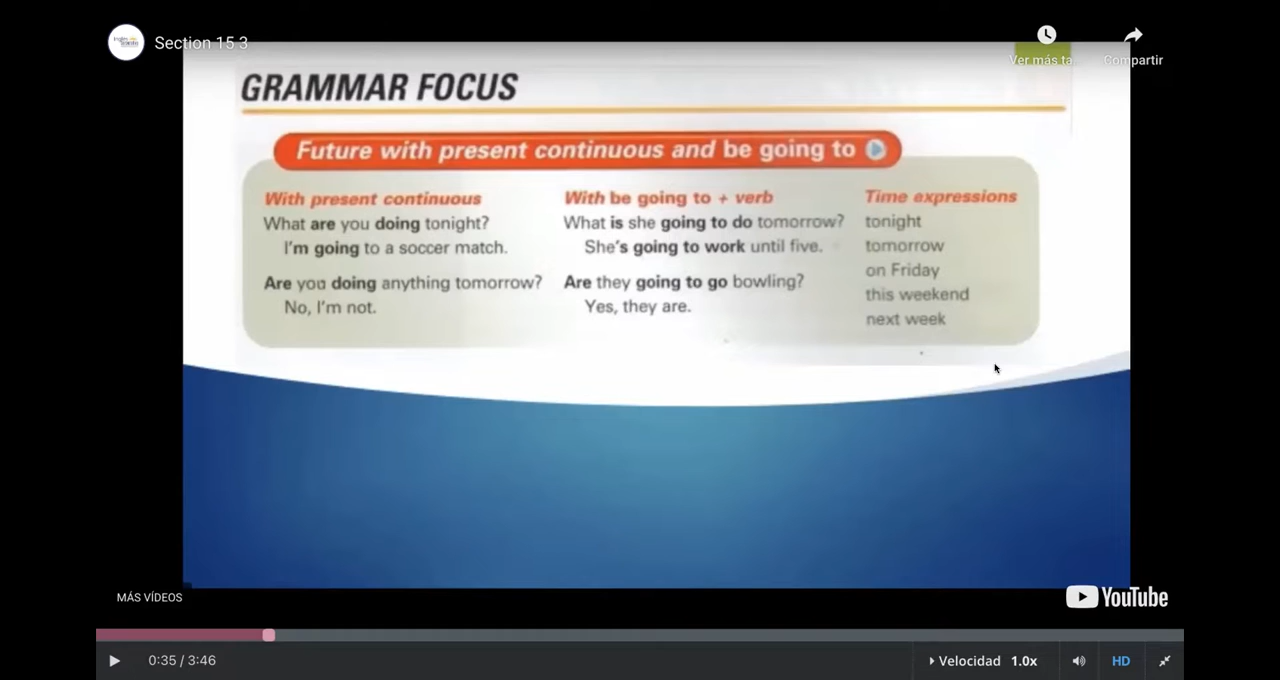 Section 15 3
Ver más ta
Compartir
GRAMMAR FOCUS
Future with present continuous and be going to
With present continuous
What are you doing tonight?
I'm going to a soccer match.
Are you doing anything tomorrow?
No, I'm not.
With be going to + verb
What is she going to do tomorrow?
She's going to work until five.
Are they going to go bowling?
Yes, they are.
Time expressions
tonight
tomorrow
on Friday
this weekend
next week
MÁS VÍDEOS
YouTube
0:35 / 3:46
Velocidad 1.0x
HD